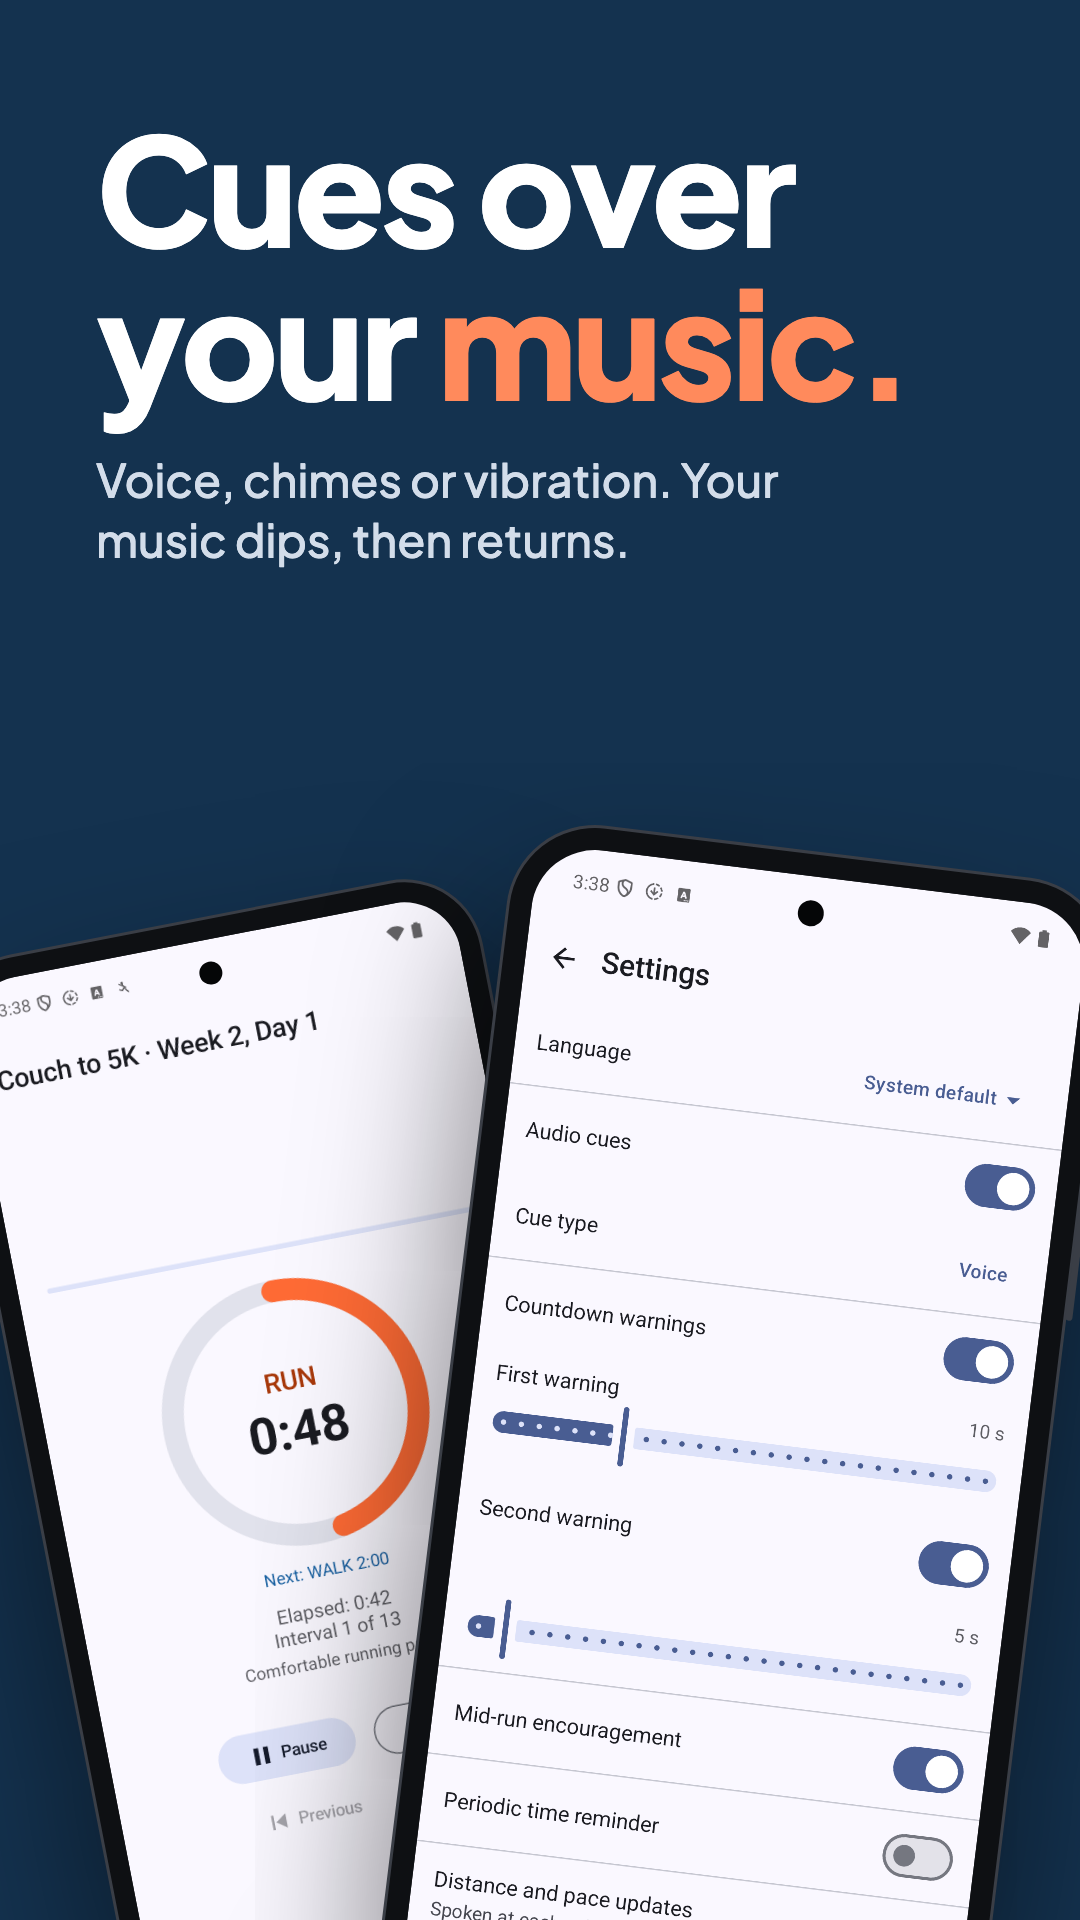 Cues over
your music.
Voice, chimes or vibration. Your
music dips, then returns.
3:38
Couch to 5K · Week 2, Day 1
RUN
0:48
Next: WALK 2:00
Elapsed: 0:42
Interval 1 of 13
Comfortable running
Pause
Previous
3:38
Settings
Language
System default
Audio cues
Cue type
Voice
Countdown warnings
First warning
10 s
Second warning
5 s
Mid-run encouragement
Periodic time reminder
Distance and pace updates
Spoken at